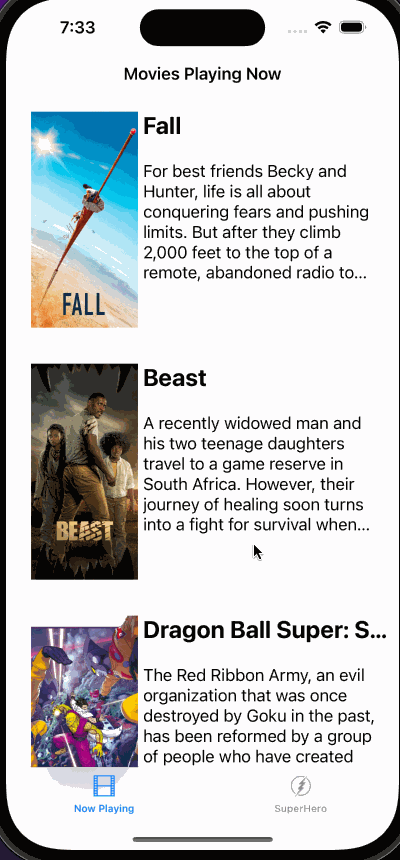 7:33
Movies Playing Now
Fall
For best friends Becky and
Hunter, life is all about
conquering fears and pushing
limits. But after they climb
2,000 feet to the top of a
remote, abandoned radio to...
FALL
Beast
A recently widowed man and
his two teenage daughters
travel to a game reserve in
South Africa. However, their
journey of healing soon turns
into a fight for survival when...
BEAST
Dragon Ball Super: S...
The Red Ribbon Army, an evil
organization that was once
destroyed by Goku in the past,
has been reformed by a group
of people who have created
Now Playing
SuperHero